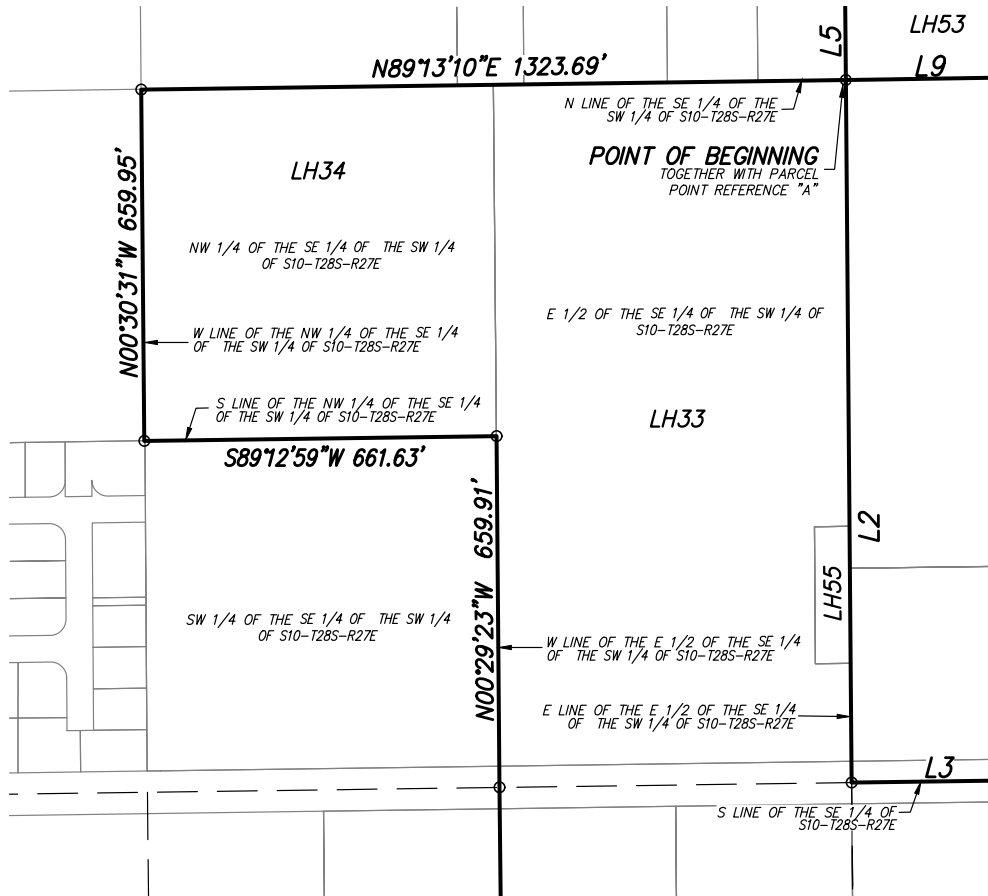 LH53
L5
N89°13'10"E 1323.69'
L9
N LINE OF THE SE 1/4 OF THE
SW 1/4 OF S10-T28S-R27E
POINT OF BEGINNING
TOGETHER WITH PARCEL
POINT REFERENCE "A"
LH34
N00°30'31"W 659.95'
NW 1/4 OF THE SE 1/4 OF THE SW 1/4
OF S10-T28S-R27E
E 1/2 OF THE SE 1/4 OF THE SW 1/4 OF
S10-T28S-R27E
W LINE OF THE NW 1/4 OF THE SE 1/4
OF THE SW 1/4 OF S10-T28S-R27E
S LINE OF THE NW 1/4 OF THE SE 1/4
OF THE SW 1/4 OF S10-T28S-R27E
LH33
S89°12'59"W 661.63'
N00°29'23"W 659.91'
L2
LH55
SW 1/4 OF THE SE 1/4 OF THE SW 1/4
OF S10-T28S-R27E
W LINE OF THE E 1/2 OF THE SE 1/4
OF THE SW 1/4 OF S10-T28S-R27E
E LINE OF THE E 1/2 OF THE SE 1/4
OF THE SW 1/4 OF S10-T28S-R27E
L3
S LINE OF THE SE 1/4 OF
S10-T28S-R27E